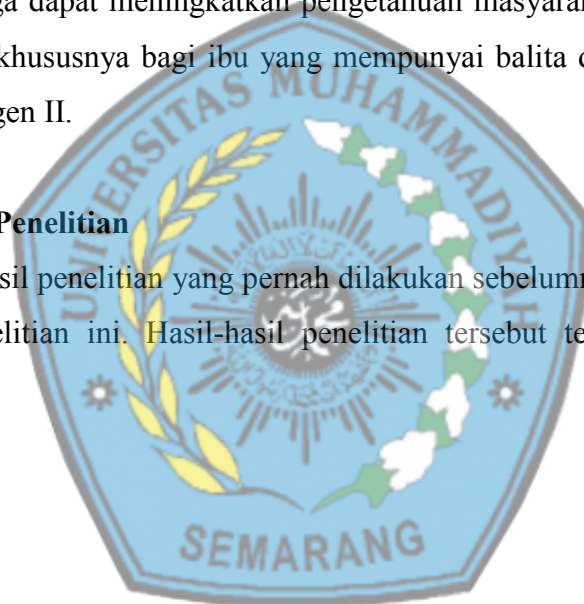 ga dapat meningkatkan pengetahuan masyara
khususnya bagi ibu yang mempunyai balita
gen II.
Penelitian
sil penelitian yang pernah dilakukan sebelum
elitian ini. Hasil-hasil penelitian tersebut te
UNIVERSITAS MUHAMMADIYAH
SEMARANG